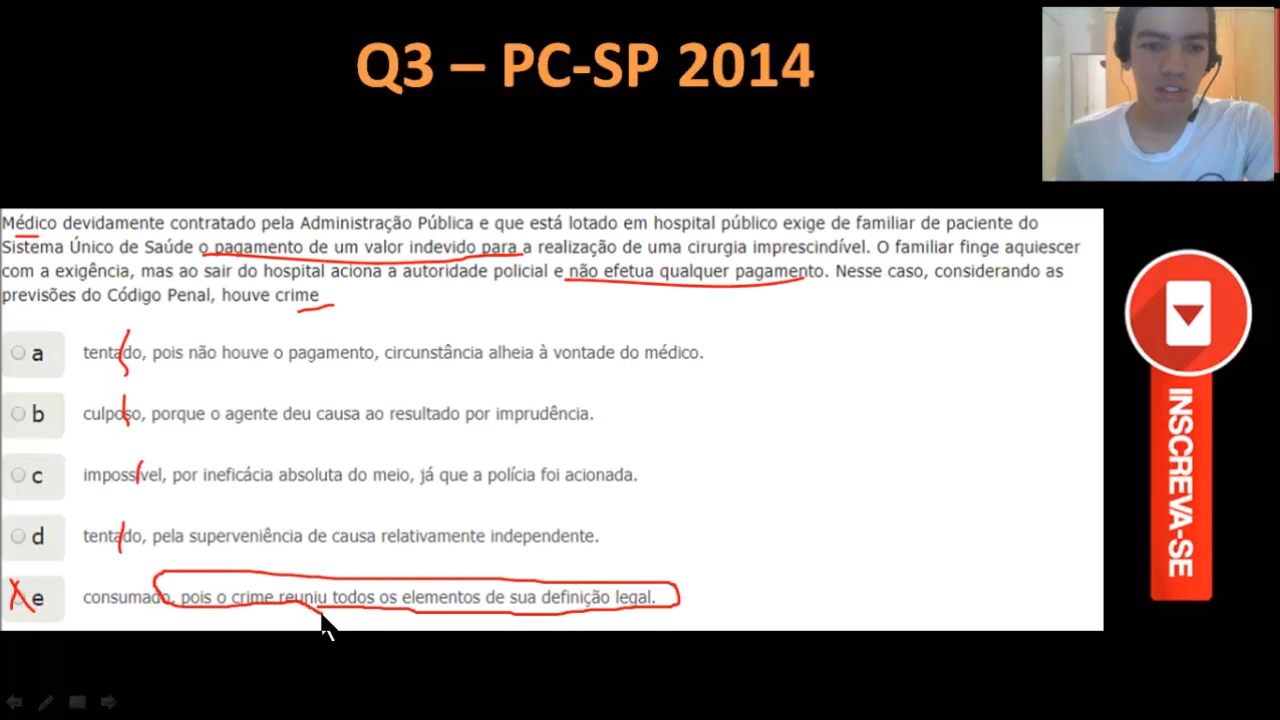 Q3 – PC-SP 2014
Médico devidamente contratado pela Administração Pública e que está lotado em hospital público exige de familiar de paciente do
Sistema Único de Saúde o pagamento de um valor indevido para a realização de uma cirurgia imprescindível. O familiar finge aquiescer
com a exigência, mas ao sair do hospital aciona a autoridade policial e não efetua qualquer pagamento. Nesse caso, considerando as
previsões do Código Penal, houve crime
a tentado, pois não houve o pagamento, circunstância alheia à vontade do médico.
b culposo, porque o agente deu causa ao resultado por imprudência.
c impossível, por ineficácia absoluta do meio, já que a polícia foi acionada.
d tentado, pela superveniência de causa relativamente independente.
e consumado, pois o crime reuniu todos os elementos de sua definição legal.
INSCREVA-SE